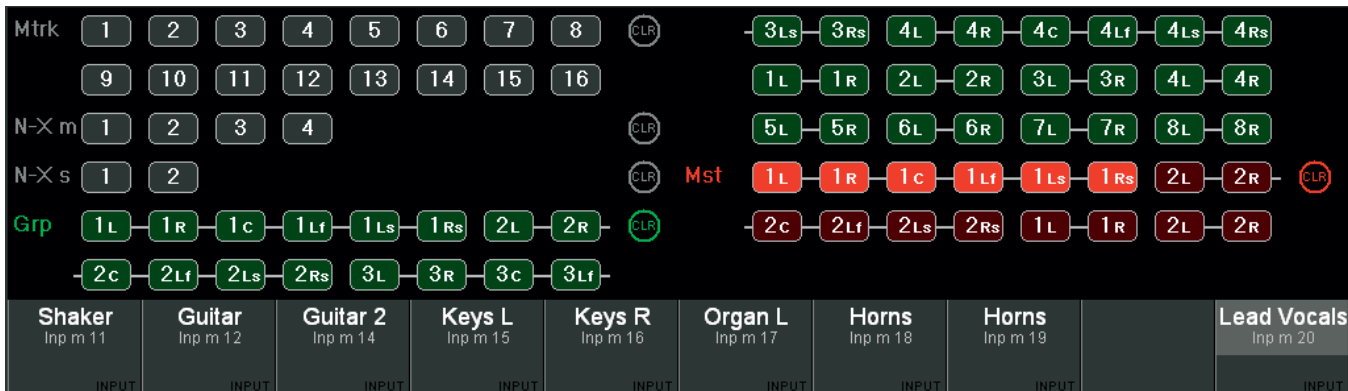 Mtrk 1 2 3 4 5 6 7 8 CLR
9 10 11 12 13 14 15 16
N-X m 1 2 3 4 CLR
N-X s 1 2 CLR
Grp 1L 1R 1C 1Lf 1Ls 1Rs 2L 2R CLR
2C 2Lf 2Ls 2Rs 3L 3R 3C 3Lf
3Ls 3Rs 4L 4R 4C 4Lf 4Ls 4Rs
1L 1R 2L 2R 3L 3R 4L 4R
5L 5R 6L 6R 7L 7R 8L 8R
Mst 1L 1R 1C 1Lf 1Ls 1Rs 2L 2R CLR
2C 2Lf 2Ls 2Rs 1L 1R 2L 2R
Shaker Guitar Guitar 2 Keys L Keys R Organ L Horns Horns Lead Vocals
Inp m 11 Inp m 12 Inp m 14 Inp m 15 Inp m 16 Inp m 17 Inp m 18 Inp m 19 Inp m 20
INPUT INPUT INPUT INPUT INPUT INPUT INPUT INPUT INPUT